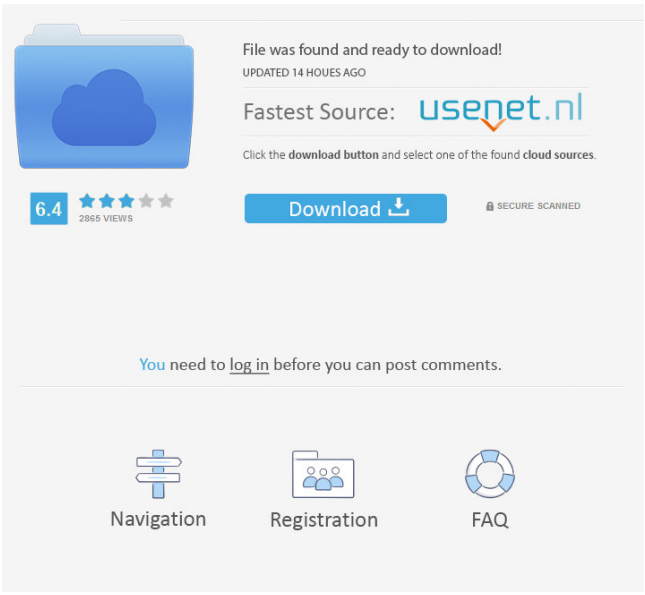 File was found and ready to download!
UPDATED 14 HOUES AGO
Fastest Source: usenet.nl
Click the download button and select one of the found cloud sources.
6.4
2865 VIEWS
Download
SECURE SCANNED
You need to log in before you can post comments.
Navigation
Registration
FAQ